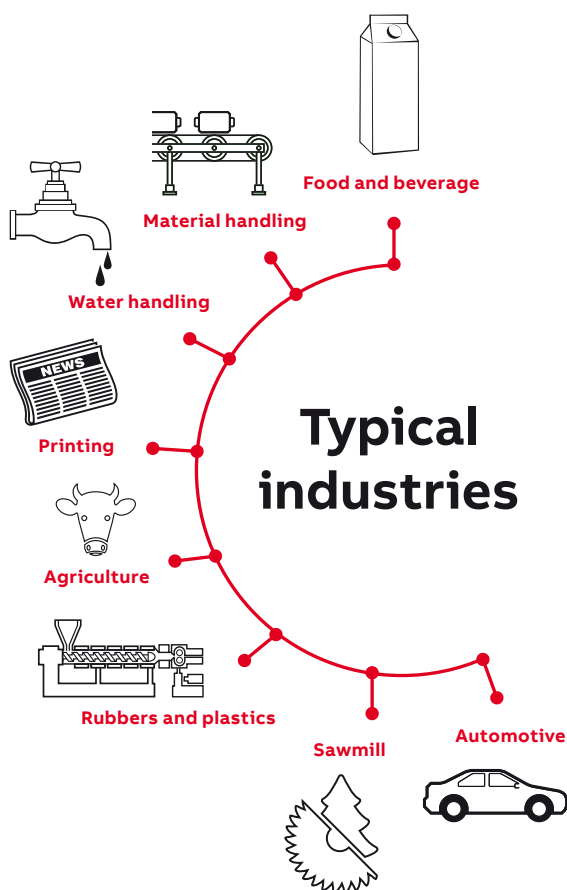 Food and beverage
Material handling
Water handling
NEWS
Printing
Typical
industries
Agriculture
Rubbers and plastics
Sawmill
Automotive